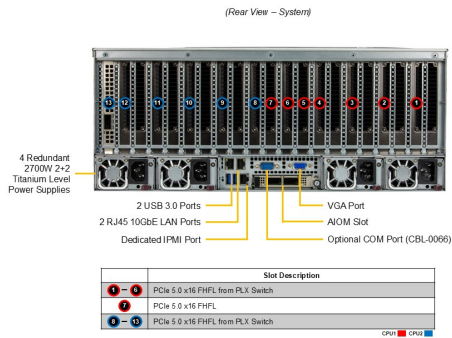 (Rear View – System)
13 12 11 10 9 8 7 6 5 4 3 2 1
4 Redundant
2700W 2+2
Titanium Level
Power Supplies
2 USB 3.0 Ports
2 RJ45 10GbE LAN Ports
Dedicated IPMI Port
VGA Port
AIOM Slot
Optional COM Port (CBL-0066)
Slot Description
1 – 6 PCIe 5.0 x16 FHFL from PLX Switch
7 PCIe 5.0 x16 FHFL
8 – 13 PCIe 5.0 x16 FHFL from PLX Switch
CPU1 CPU2